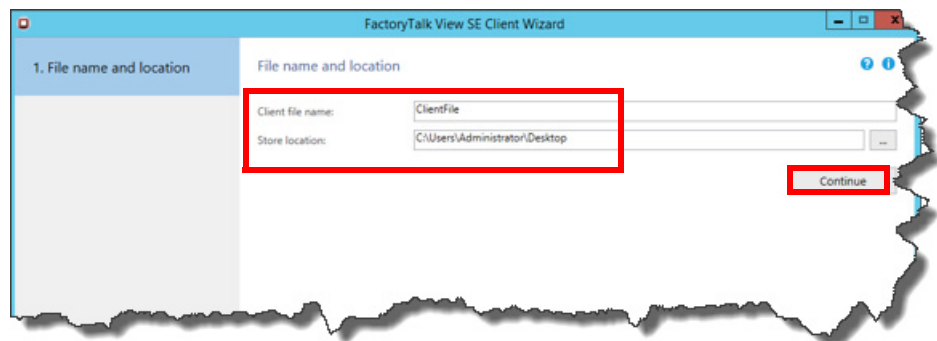 FactoryTalk View SE Client Wizard
1. File name and location
File name and location
Client file name:
ClientFile
Store location:
C:\Users\Administrator\Desktop
...
Continue